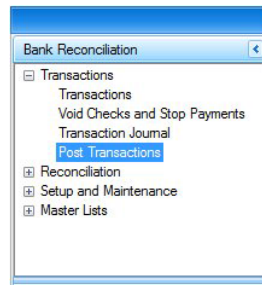 Bank Reconciliation
Transactions
Transactions
Void Checks and Stop Payments
Transaction Journal
Post Transactions
Reconciliation
Setup and Maintenance
Master Lists